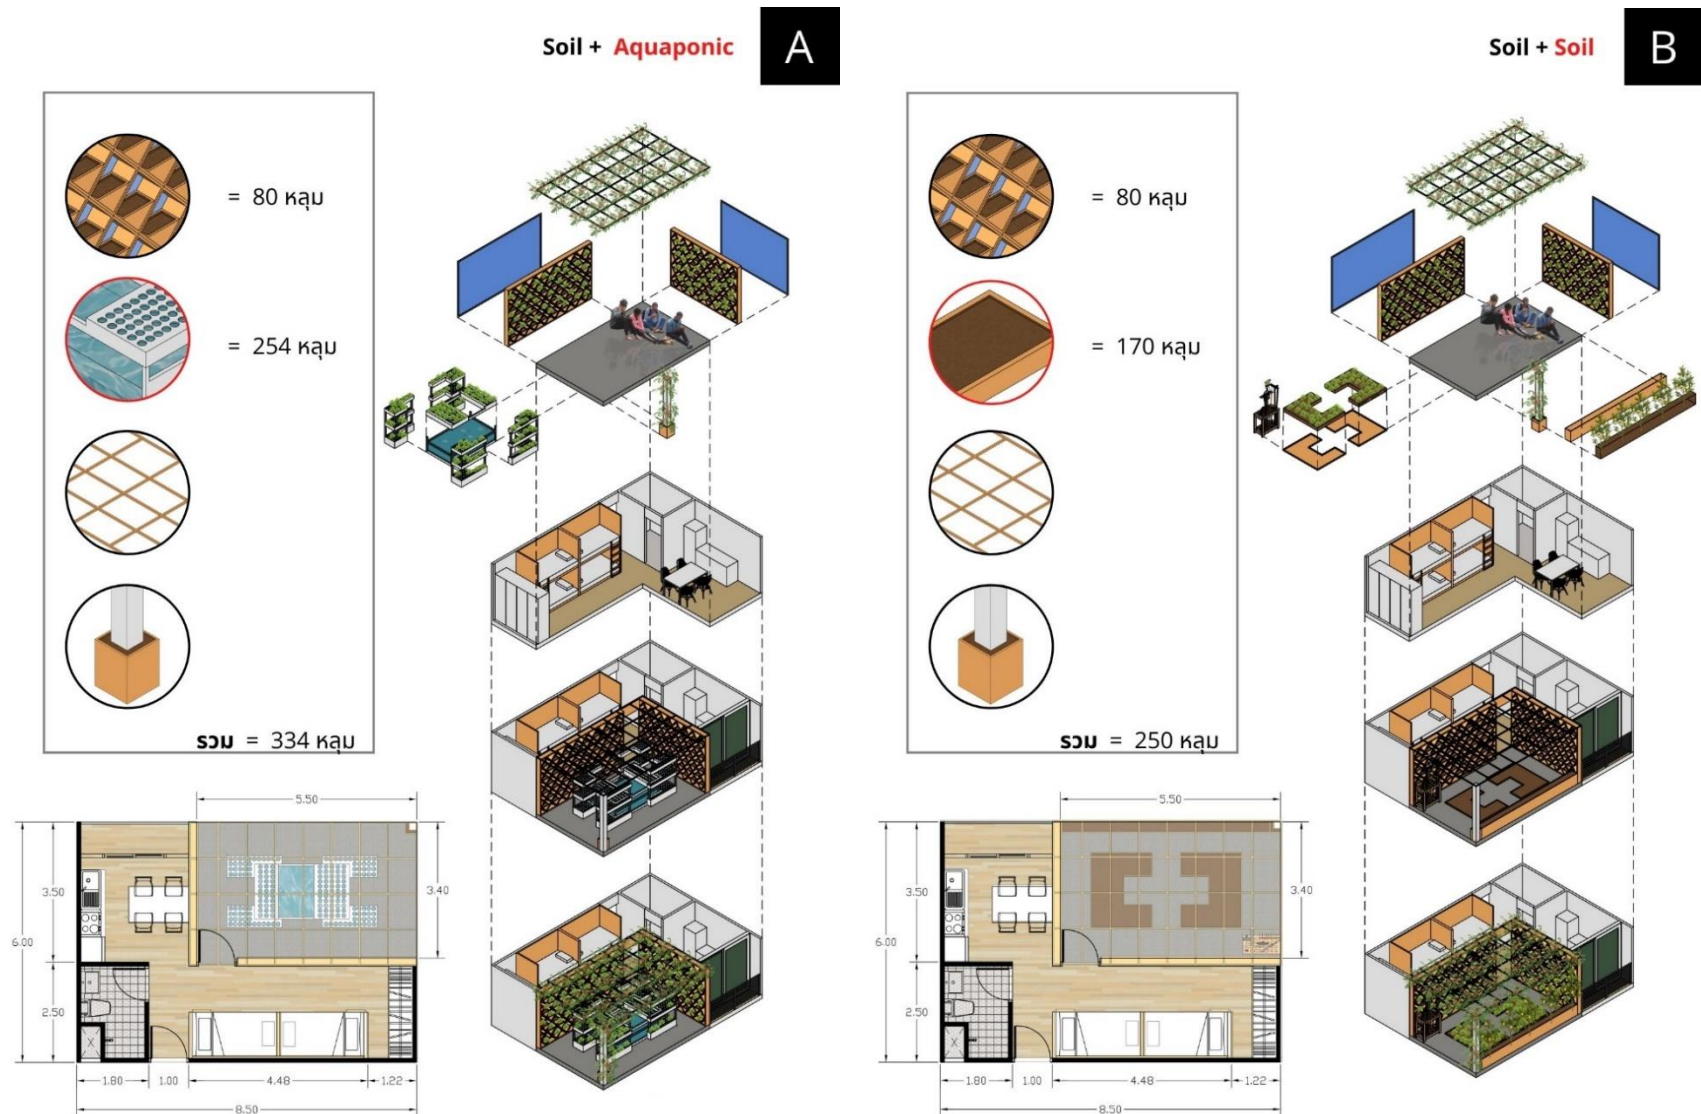 Soil + Aquaponic
A
= 80 หลุม
= 254 หลุม
รวม = 334 หลุม
5.50
6.00
3.50
2.50
3.40
1.80
1.00
4.48
1.22
8.50
Soil + Soil
B
= 80 หลุม
= 170 หลุม
รวม = 250 หลุม
5.50
6.00
3.50
2.50
3.40
1.80
1.00
4.48
1.22
8.50